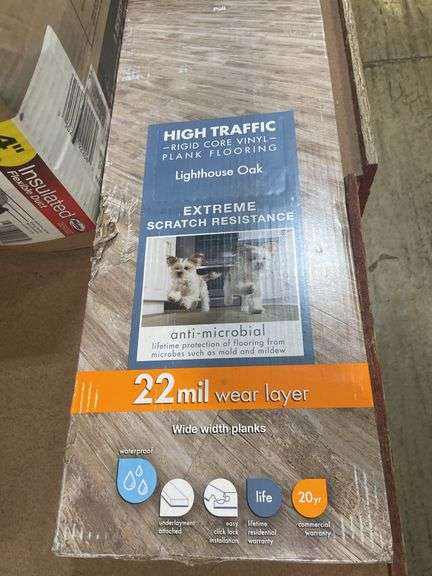 Pull
HIGH TRAFFIC
–RIGID CORE VINYL–
PLANK FLOORING
Lighthouse Oak
EXTREME
SCRATCH RESISTANCE
anti-microbial
lifetime protection of flooring from
microbes such as mold and mildew
22mil wear layer
Wide width planks
waterproof
underlayment
attached
easy
click lock
installation
life
lifetime
residential
warranty
20yr
commercial
warranty
4"
Insulated
Flexible Duct